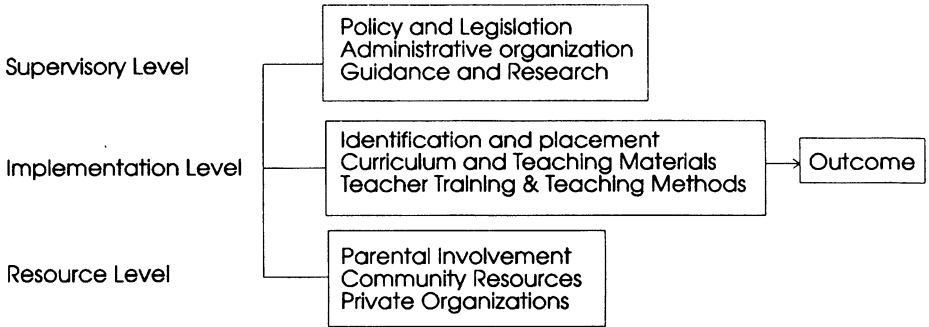 Supervisory Level
Policy and Legislation
Administrative organization
Guidance and Research
Implementation Level
Identification and placement
Curriculum and Teaching Materials
Teacher Training & Teaching Methods
Outcome
Resource Level
Parental Involvement
Community Resources
Private Organizations